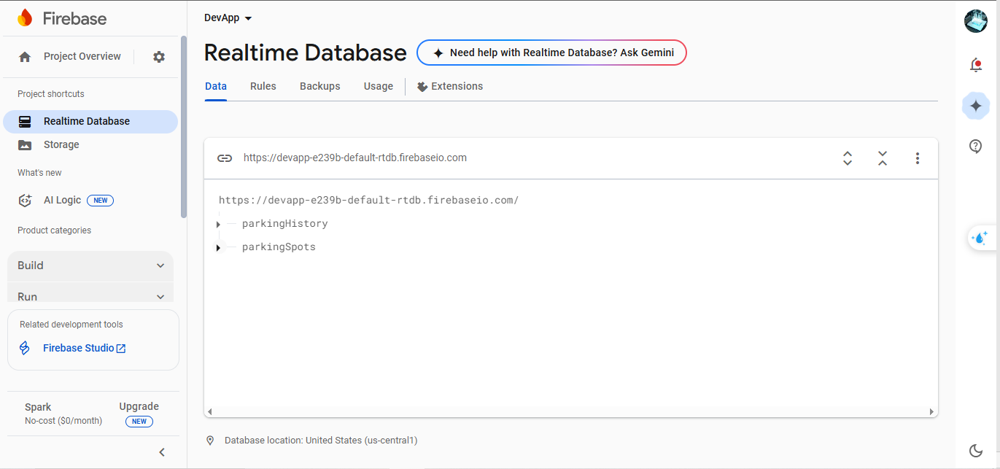 Firebase
Project Overview
Project shortcuts
Realtime Database
Storage
What's new
AI Logic NEW
Product categories
Build
Run
Related development tools
Firebase Studio
Spark
No-cost ($0/month)
Upgrade
NEW
DevApp
Realtime Database
Need help with Realtime Database? Ask Gemini
Data Rules Backups Usage Extensions
https://devapp-e239b-default-rtdb.firebaseio.com
https://devapp-e239b-default-rtdb.firebaseio.com/
parkingHistory
parkingSpots
Database location: United States (us-central1)